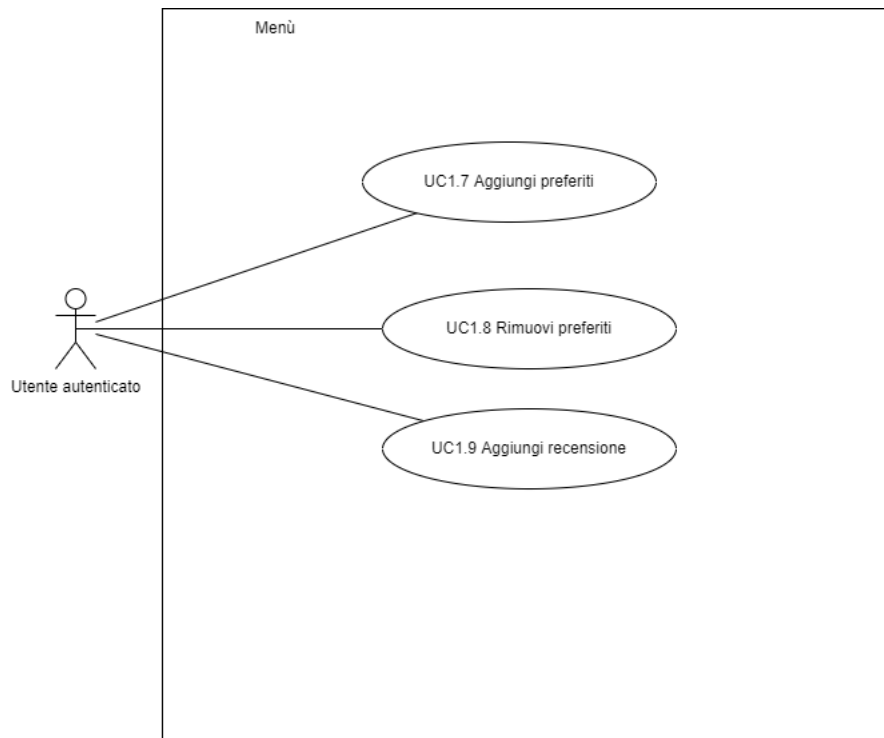 Menù
UC1.7 Aggiungi preferiti
UC1.8 Rimuovi preferiti
Utente autenticato
UC1.9 Aggiungi recensione